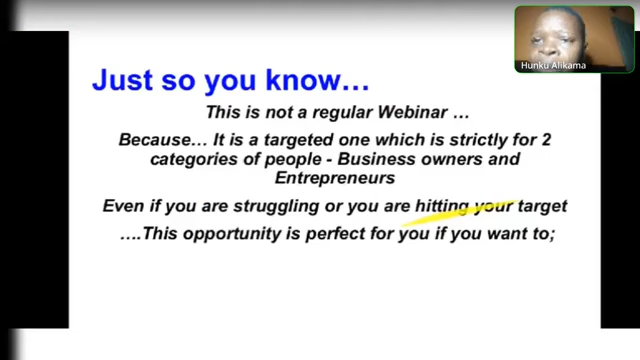 Hunku Alikama
Just so you know…
This is not a regular Webinar …
Because… It is a targeted one which is strictly for 2
categories of people - Business owners and
Entrepreneurs
Even if you are struggling or you are hitting your target
….This opportunity is perfect for you if you want to;